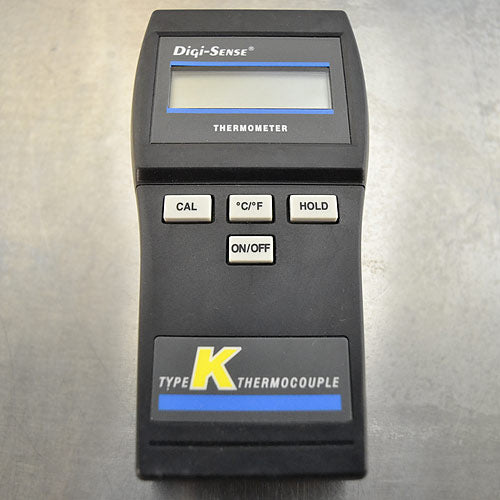 Digi-Sense®
THERMOMETER
CAL °C/°F HOLD
ON/OFF
TYPE K THERMOCOUPLE